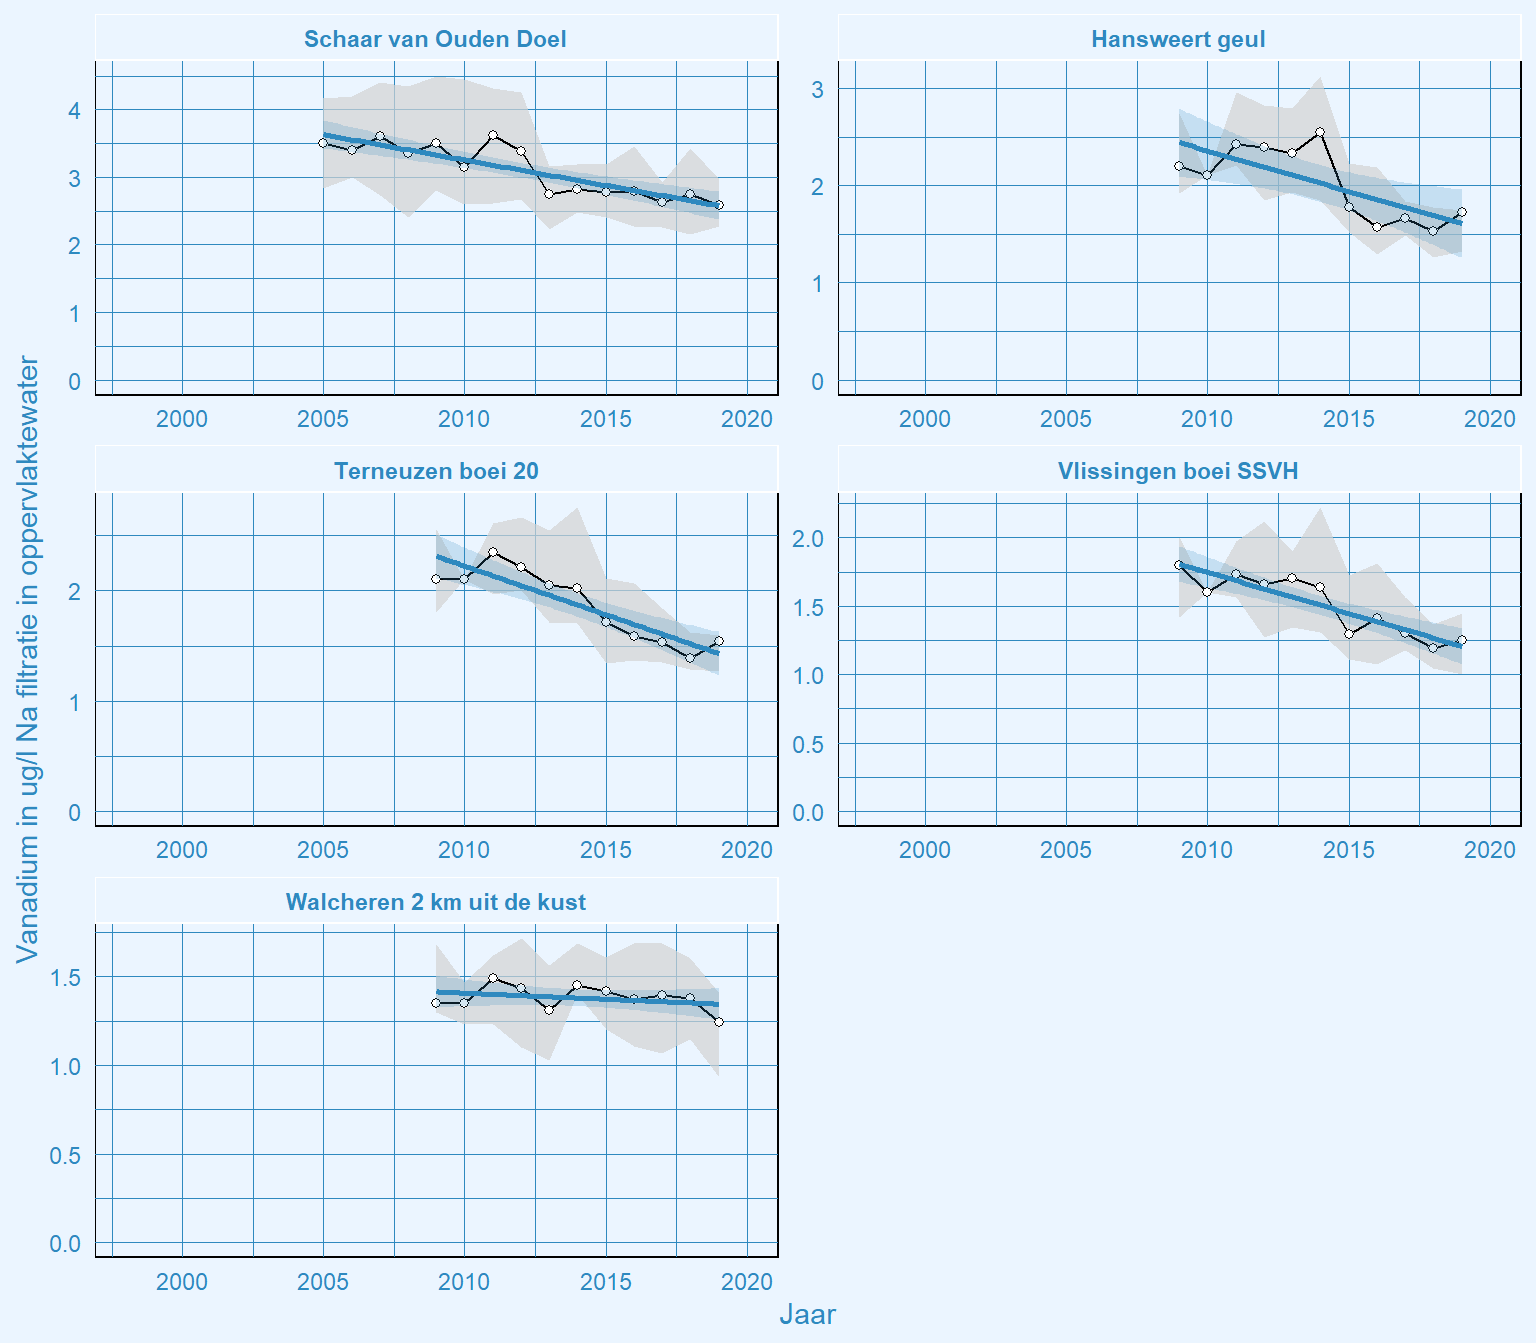 Schaar van Ouden Doel
4
3
2
1
0
2000 2005 2010 2015 2020
Hansweert geul
3
2
1
0
2000 2005 2010 2015 2020
Terneuzen boei 20
2
1
0
2000 2005 2010 2015 2020
Vlissingen boei SSVH
2.0
1.5
1.0
0.5
0.0
2000 2005 2010 2015 2020
Walcheren 2 km uit de kust
1.5
1.0
0.5
0.0
2000 2005 2010 2015 2020
Vanadium in ug/l Na filtratie in oppervlaktewater
Jaar